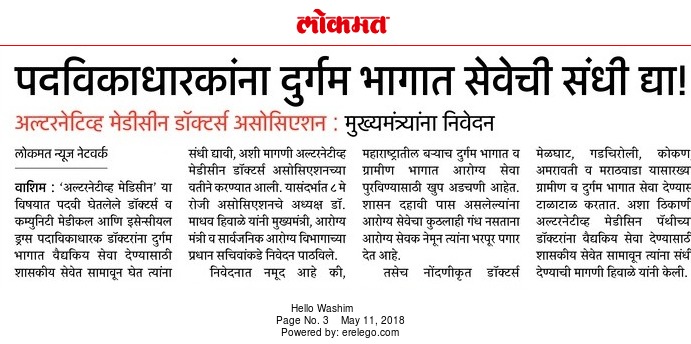 लोकमत
पदविकाधारकांना दुर्गम भागात सेवेची संधी द्या!
अल्टरनेटिव्ह मेडीसीन डॉक्टर्स असोसिएशन : मुख्यमंत्र्यांना निवेदन
लोकमत न्यूज नेटवर्क
वाशिम : 'अल्टरनेटीव्ह मेडिसीन' या
विषयात पदवी घेतलेले डॉक्टर्स व
कम्युनिटी मेडीकल आणि इसेन्सीयल
ड्रग्स पदविकाधारक डॉक्टरांना दुर्गम
भागात वैद्यकिय सेवा देण्यासाठी
शासकीय सेवेत सामावून घेत त्यांना
संधी द्यावी, अशी मागणी अल्टरनेटीव्ह
मेडीसीन डॉक्टर्स असोसिएशनच्या
वतीने करण्यात आली. यासंदर्भात ८ मे
रोजी असोसिएशनचे अध्यक्ष डॉ.
माधव हिवाळे यांनी मुख्यमंत्री, आरोग्य
मंत्री व सार्वजनिक आरोग्य विभागाच्या
प्रधान सचिवांकडे निवेदन पाठविले.
निवेदनात नमूद आहे की,
महाराष्ट्रातील बऱ्याच दुर्गम भागात व
ग्रामीण भागात आरोग्य सेवा
पुरविण्यासाठी खुप अडचणी आहेत.
शासन दहावी पास असलेल्यांना
आरोग्य सेवेचा कुठलाही गंध नसताना
आरोग्य सेवक नेमून त्यांना भरपूर पगार
देत आहे.
तसेच नोंदणीकृत डॉक्टर्स
मेळघाट, गडचिरोली, कोकण
अमरावती व मराठवाडा यासारख्या
ग्रामीण व दुर्गम भागात सेवा देण्यास
टाळाटाळ करतात. अशा ठिकाणी
अल्टरनेटीव्ह मेडीसिन पॅथीच्या
डॉक्टरांना वैद्यकिय सेवा देण्यासाठी
शासकीय सेवेत सामावून त्यांना संधी
देण्याची मागणी हिवाळे यांनी केली.
Hello Washim
Page No. 3 May 11, 2018
Powered by: erelego.com